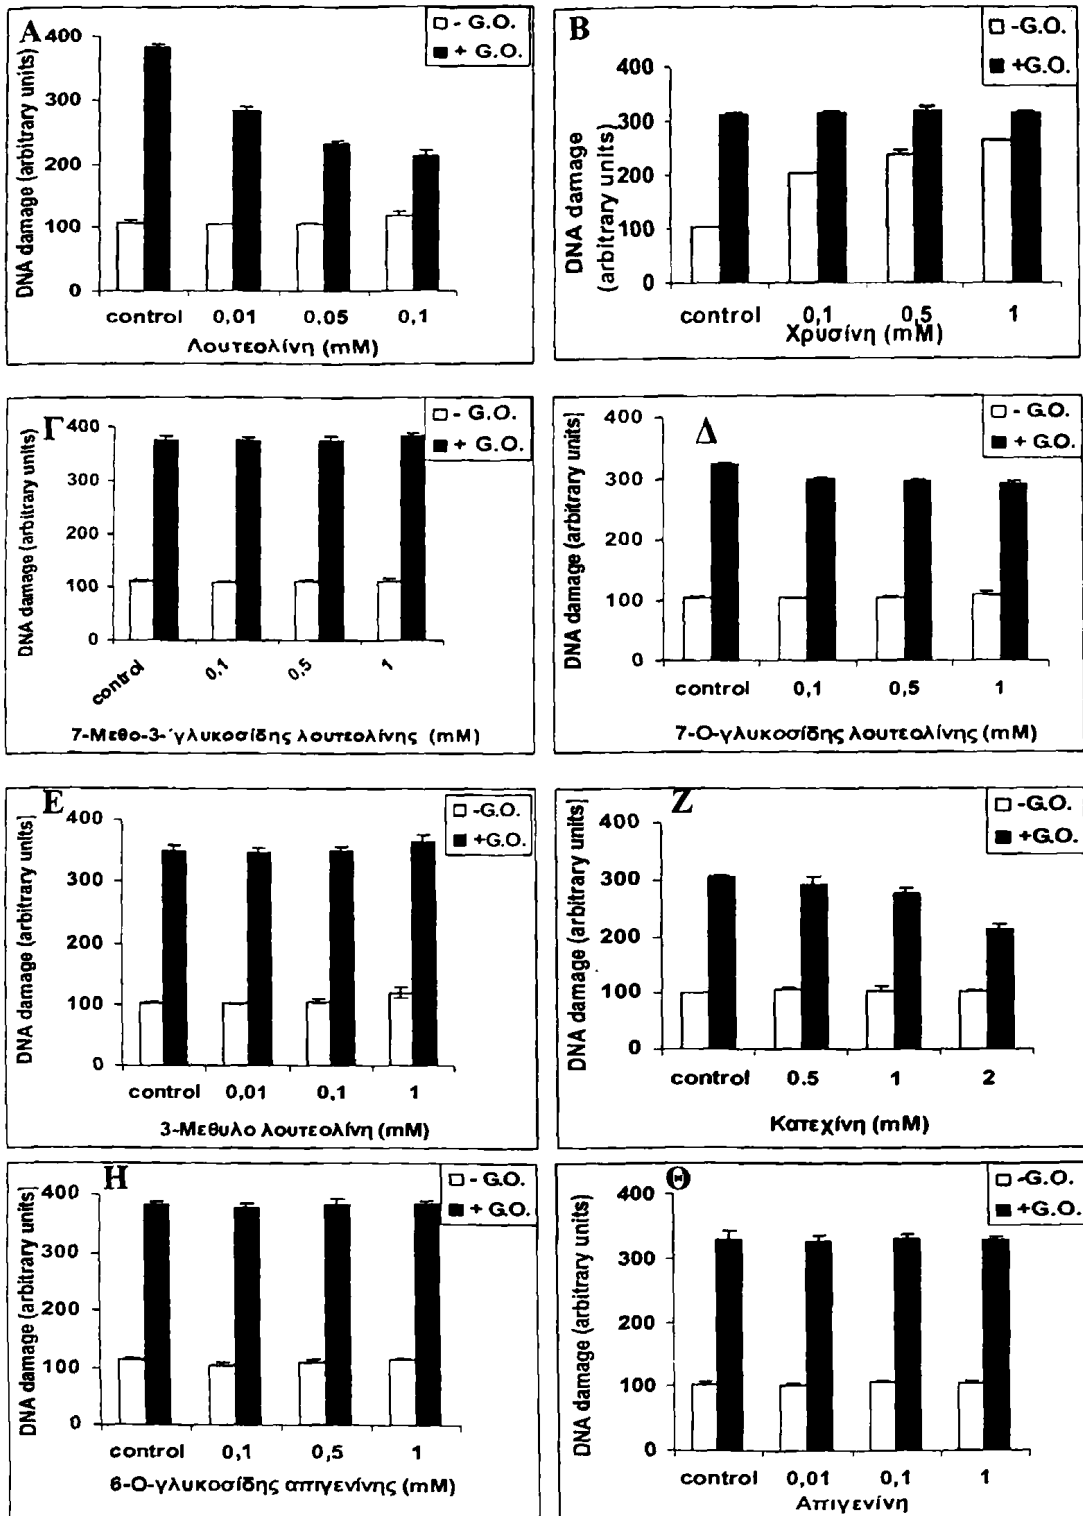 A
- G.O.
+ G.O.
DNA damage (arbitrary units)
400
300
200
100
0
control 0,01 0,05 0,1
Λουτεολίνη (mM)
B
-G.O.
+G.O.
DNA damage
(arbitrary units)
400
300
200
100
0
control 0,1 0,5 1
Χρυσίνη (mM)
Γ
- G.O.
+ G.O.
DNA damage (arbitrary units)
400
300
200
100
0
control 0,1 0,5 1
7-Μεθο-3-΄γλυκοσίδης λουτεολίνης (mM)
Δ
- G.O.
+ G.O.
DNA damage (arbitrary units)
400
300
200
100
0
control 0,1 0,5 1
7-Ο-γλυκοσίδης λουτεολίνης (mM)
E
-G.O.
+G.O.
DNA damage (arbitrary units)
400
300
200
100
0
control 0,01 0,1 1
3-Μεθυλο λουτεολίνη (mM)
Z
-G.O.
+G.O.
DNA damage (arbitrary units)
400
300
200
100
0
control 0.5 1 2
Κατεχίνη (mM)
H
- G.O.
+ G.O.
DNA damage (arbitrary units)
400
300
200
100
0
control 0,1 0,5 1
6-Ο-γλυκοσίδης απιγενίνης (mM)
Θ
-G.O.
+G.O.
DNA damage (arbitrary units)
400
300
200
100
0
control 0,01 0,1 1
Απιγενίνη